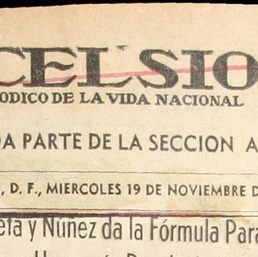 CELSIO
ODICO DE LA VIDA NACIONAL
DA PARTE DE LA SECCION A
, D. F., MIERCOLES 19 DE NOVIEMBRE D
eta y Núñez da la Fórmula Para